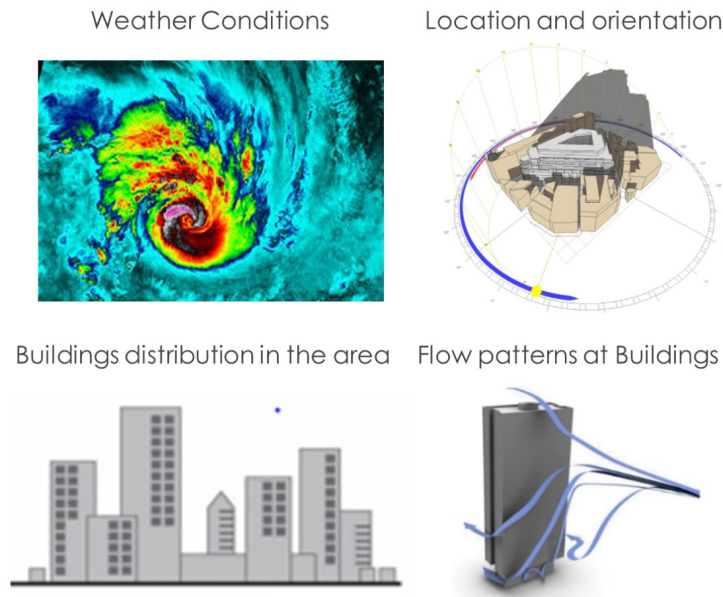 Weather Conditions
Location and orientation
Buildings distribution in the area
Flow patterns at Buildings